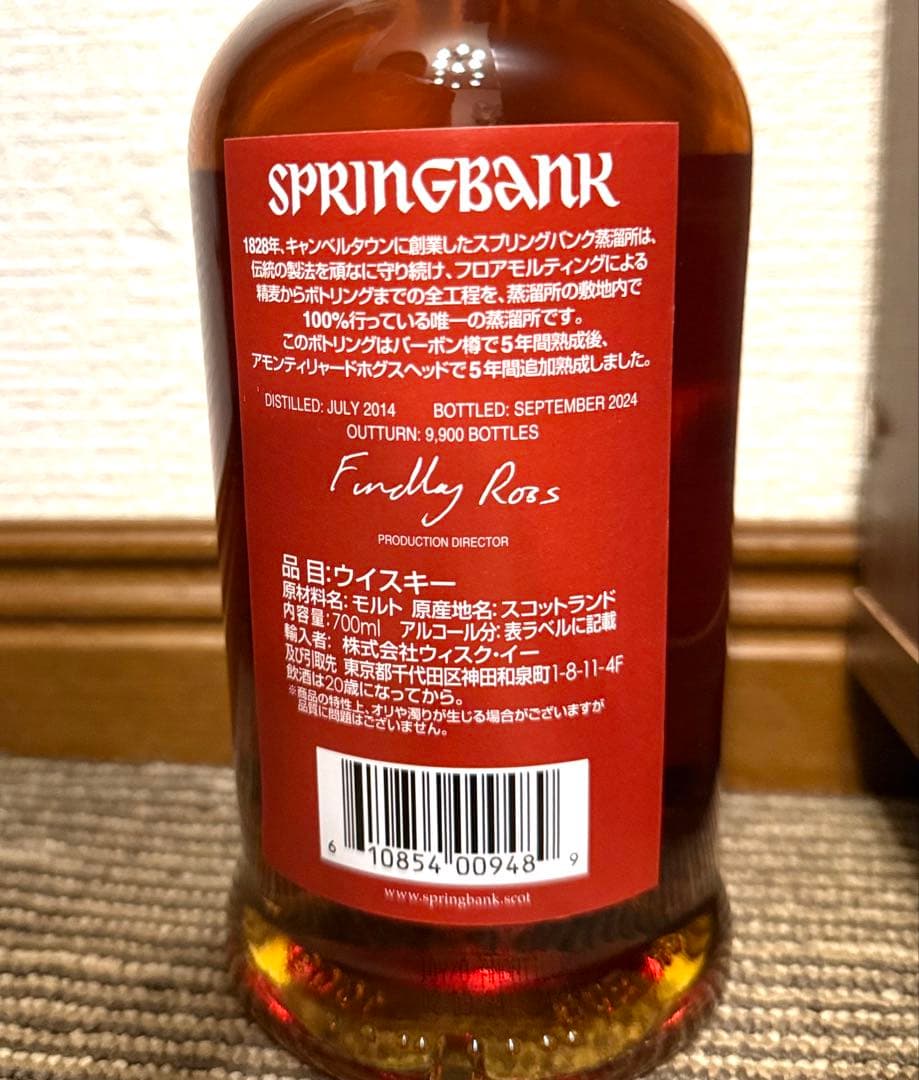 SPRINGBANK
1828年、キャンベルタウンに創業したスプリングバンク蒸溜所は、
伝統の製法を頑なに守り続け、フロアモルティングによる
精麦からボトリングまでの全工程を、蒸溜所の敷地内で
100%行っている唯一の蒸溜所です。
このボトリングはバーボン樽で5年間熟成後、
アモンティリャードホグスヘッドで5年間追加熟成しました。
DISTILLED: JULY 2014 BOTTLED: SEPTEMBER 2024
OUTTURN: 9,900 BOTTLES
Findlay Ross
PRODUCTION DIRECTOR
品目:ウイスキー
原材料名:モルト 原産地名:スコットランド
内容量:700ml アルコール分:表ラベルに記載
輸入者: 株式会社ウィスク・イー
及び引取先 東京都千代田区神田和泉町1-8-11-4F
飲酒は20歳になってから。
※商品の特性上、オリや濁りが生じる場合がございますが
品質に問題はございません。
6 10854 00948 9
www.springbank.scot